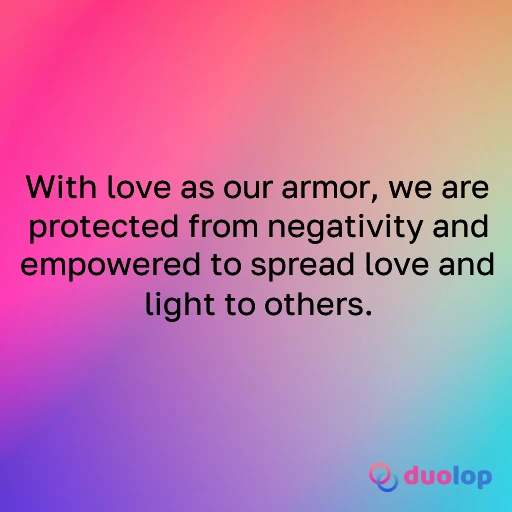 With love as our armor, we are
protected from negativity and
empowered to spread love and
light to others.
duolop